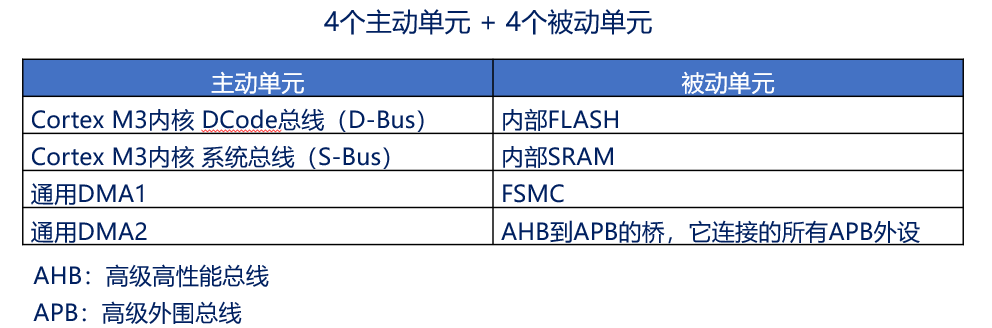 4个主动单元 + 4个被动单元
主动单元 被动单元
Cortex M3内核 DCode总线（D-Bus） 内部FLASH
Cortex M3内核 系统总线（S-Bus） 内部SRAM
通用DMA1 FSMC
通用DMA2 AHB到APB的桥，它连接的所有APB外设
AHB：高级高性能总线
APB：高级外围总线